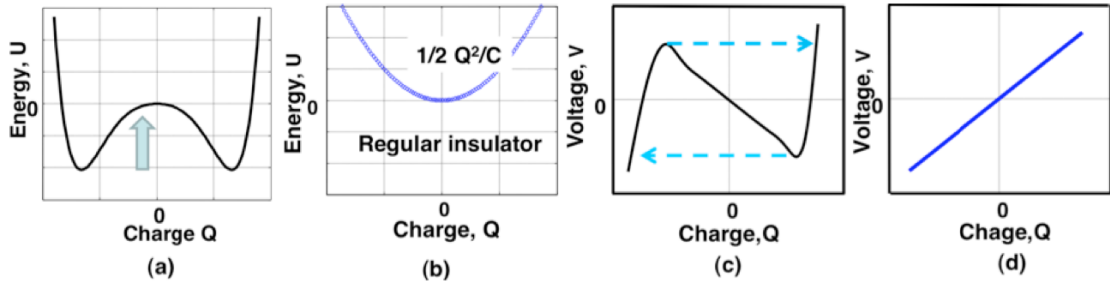 Energy, U
0
0
Charge Q
(a)
Energy, U
0
1/2 Q²/C
Regular insulator
0
Charge, Q
(b)
Voltage, V
0
0
Charge,Q
(c)
Voltage, V
0
0
Chage,Q
(d)